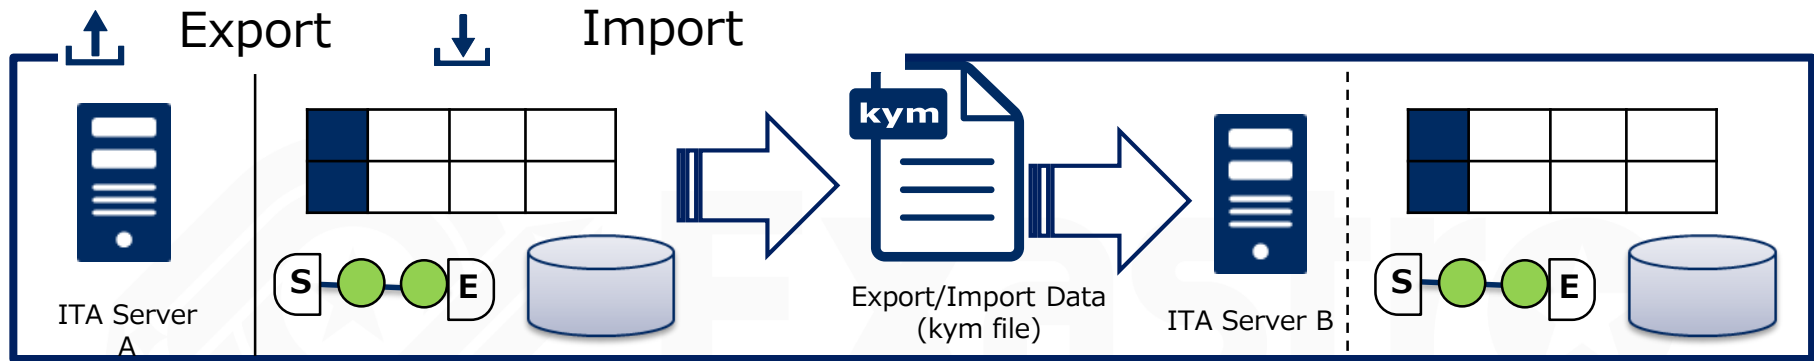 Export
Import
kym
S
E
ITA Server
A
Export/Import Data
(kym file)
ITA Server B
S
E